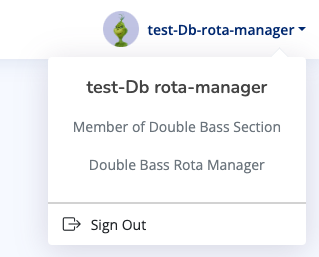 test-Db-rota-manager
test-Db rota-manager
Member of Double Bass Section
Double Bass Rota Manager
Sign Out